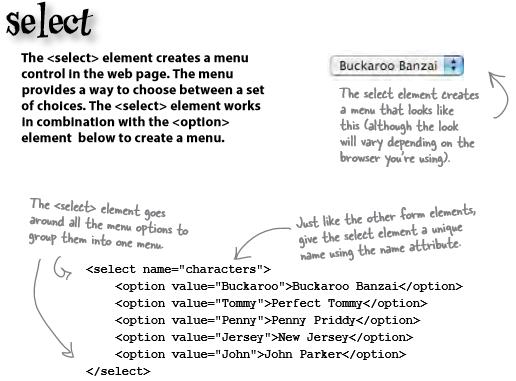 select
The <select> element creates a menu
control in the web page. The menu
provides a way to choose between a set
of choices. The <select> element works
in combination with the <option>
element below to create a menu.
Buckaroo Banzai
The select element creates
a menu that looks like
this (although the look
will vary depending on the
browser you're using).
The <select> element goes
around all the menu options to
group them into one menu.
Just like the other form elements,
give the select element a unique
name using the name attribute.
<select name="characters">
<option value="Buckaroo">Buckaroo Banzai</option>
<option value="Tommy">Perfect Tommy</option>
<option value="Penny">Penny Priddy</option>
<option value="Jersey">New Jersey</option>
<option value="John">John Parker</option>
</select>